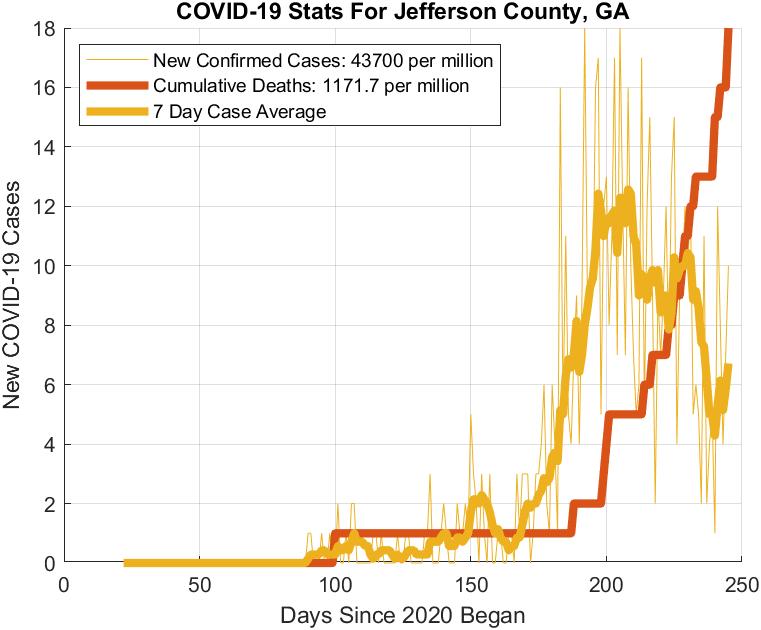 COVID-19 Stats For Jefferson County, GA
New Confirmed Cases: 43700 per million
Cumulative Deaths: 1171.7 per million
7 Day Case Average
New COVID-19 Cases
18
16
14
12
10
8
6
4
2
0
0 50 100 150 200 250
Days Since 2020 Began